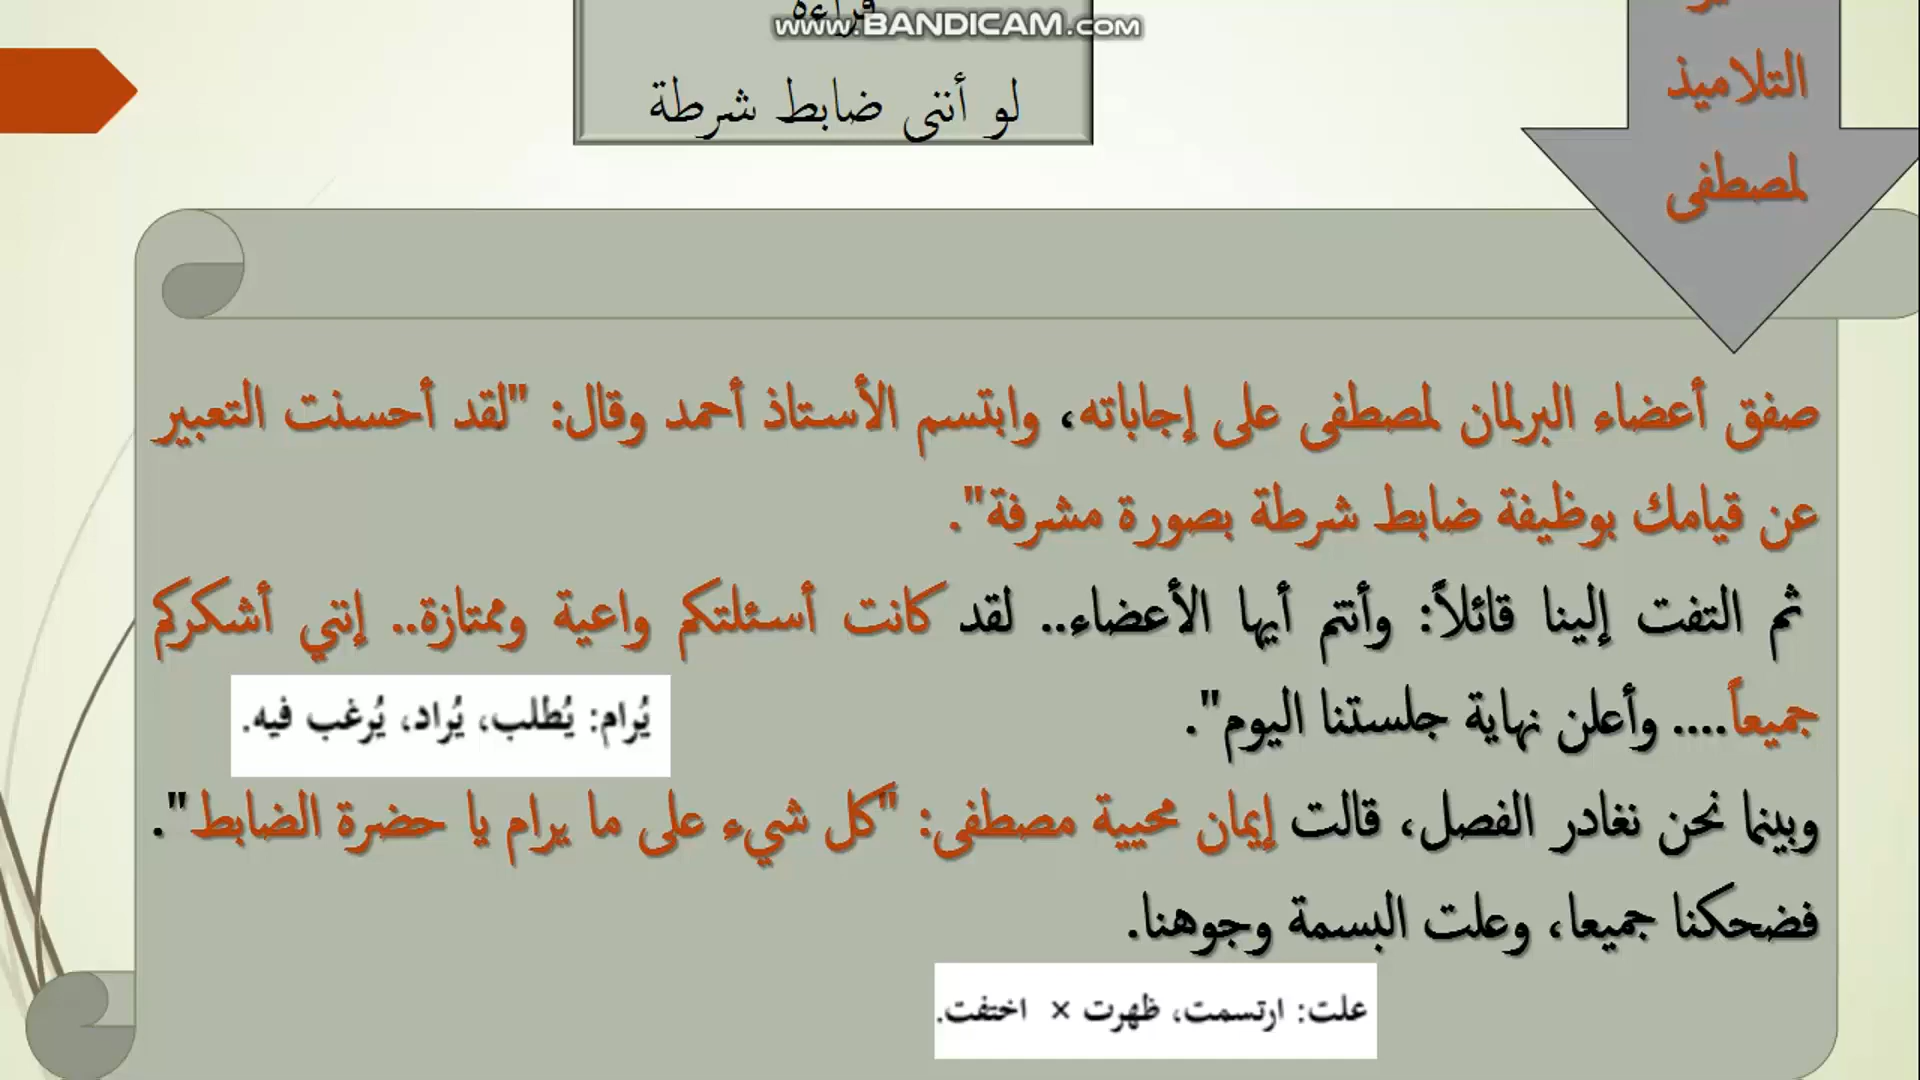 www.BANDICAM.com
قراءة
لو أننى ضابط شرطة
التلاميذ
لمصطفى
صفق أعضاء البرلمان لمصطفى على إجاباته، وابتسم الأستاذ أحمد وقال: "لقد أحسنت التعبير
عن قيامك بوظيفة ضابط شرطة بصورة مشرفة".
ثم التفت إلينا قائلاً: وأنتم أيها الأعضاء.. لقد كانت أسئلتكم واعية وممتازة.. إنني أشكركم
جميعاً.... وأعلن نهاية جلستنا اليوم".
يُرام: يُطلب، يُراد، يُرغب فيه.
وبينما نحن نغادر الفصل، قالت إيمان محيية مصطفى: "كل شيء على ما يرام يا حضرة الضابط".
فضحكنا جميعا، وعلت البسمة وجوهنا.
علت: ارتسمت، ظهرت × اختفت.